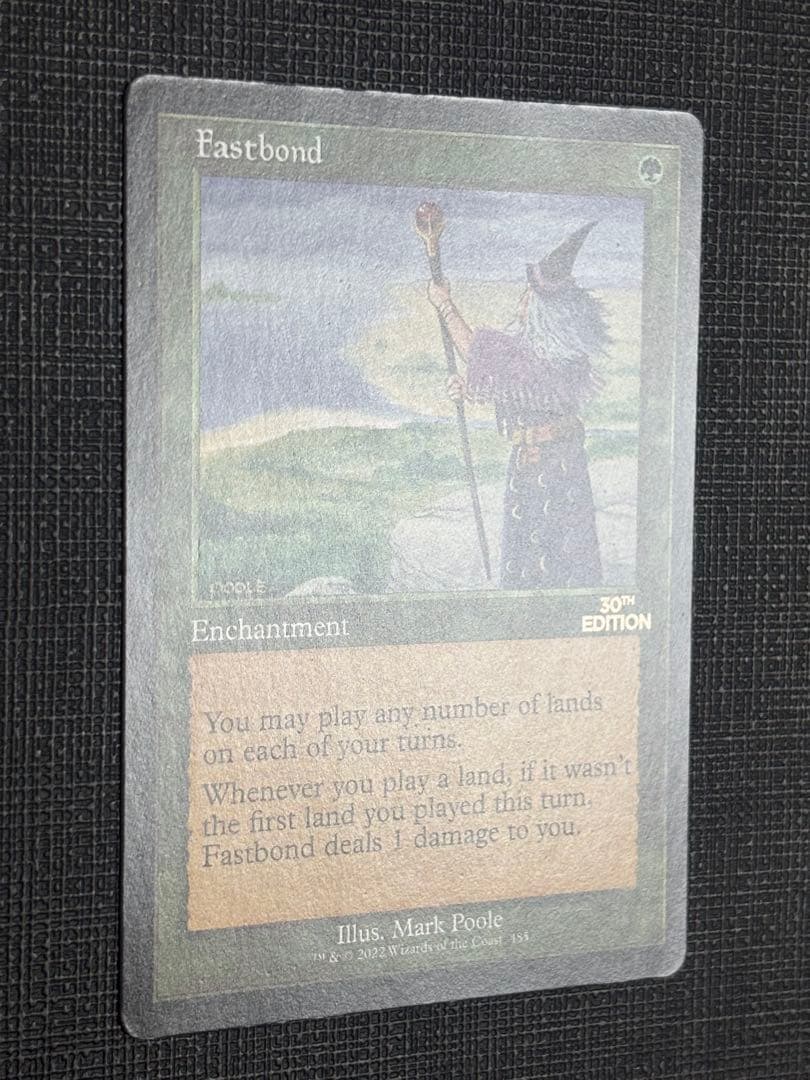 Fastbond
POOLE
Enchantment
30TH
EDITION
You may play any number of lands
on each of your turns.
Whenever you play a land, if it wasn't
the first land you played this turn,
Fastbond deals 1 damage to you.
Illus. Mark Poole
™ & © 2022 Wizards of the Coast 485